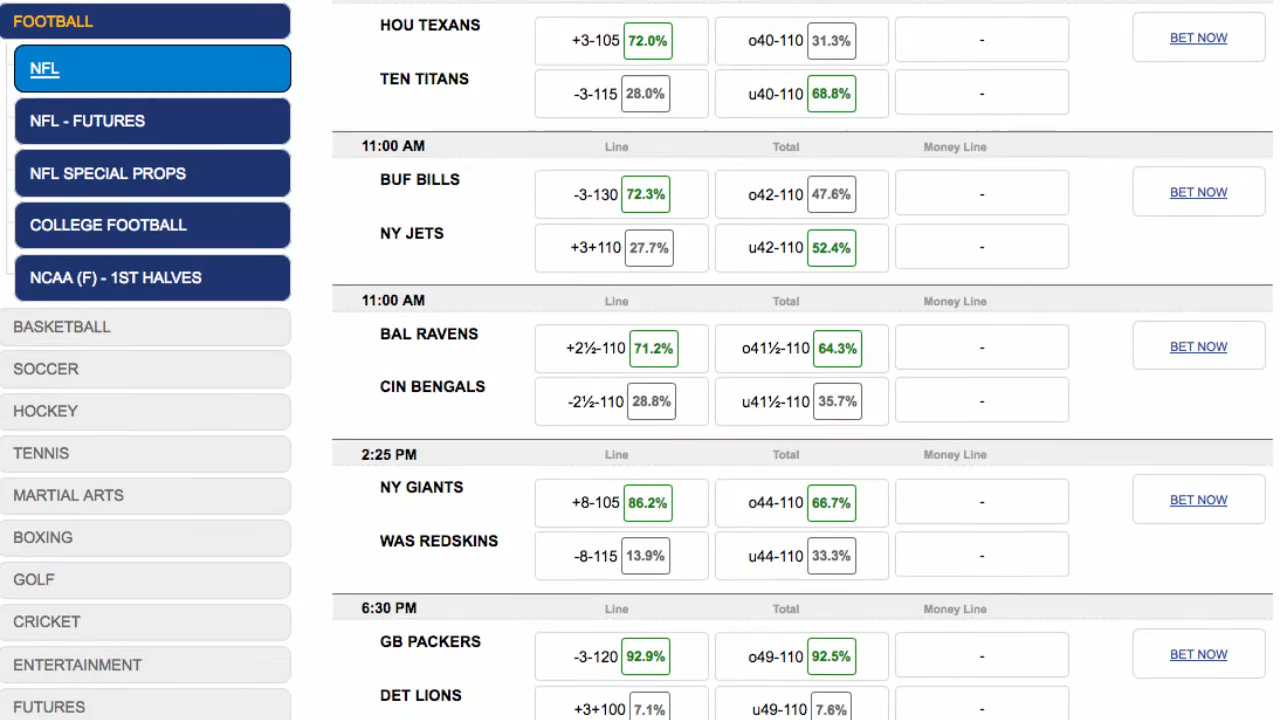 FOOTBALL
NFL
NFL - FUTURES
NFL SPECIAL PROPS
COLLEGE FOOTBALL
NCAA (F) - 1ST HALVES
BASKETBALL
SOCCER
HOCKEY
TENNIS
MARTIAL ARTS
BOXING
GOLF
CRICKET
ENTERTAINMENT
FUTURES
HOU TEXANS +3-105 72.0% o40-110 31.3% - BET NOW
TEN TITANS -3-115 28.0% u40-110 68.8% -
11:00 AM Line Total Money Line
BUF BILLS -3-130 72.3% o42-110 47.6% - BET NOW
NY JETS +3+110 27.7% u42-110 52.4% -
11:00 AM Line Total Money Line
BAL RAVENS +2½-110 71.2% o41½-110 64.3% - BET NOW
CIN BENGALS -2½-110 28.8% u41½-110 35.7% -
2:25 PM Line Total Money Line
NY GIANTS +8-105 86.2% o44-110 66.7% - BET NOW
WAS REDSKINS -8-115 13.9% u44-110 33.3% -
6:30 PM Line Total Money Line
GB PACKERS -3-120 92.9% o49-110 92.5% - BET NOW
DET LIONS +3+100 7.1% u49-110 7.6% -